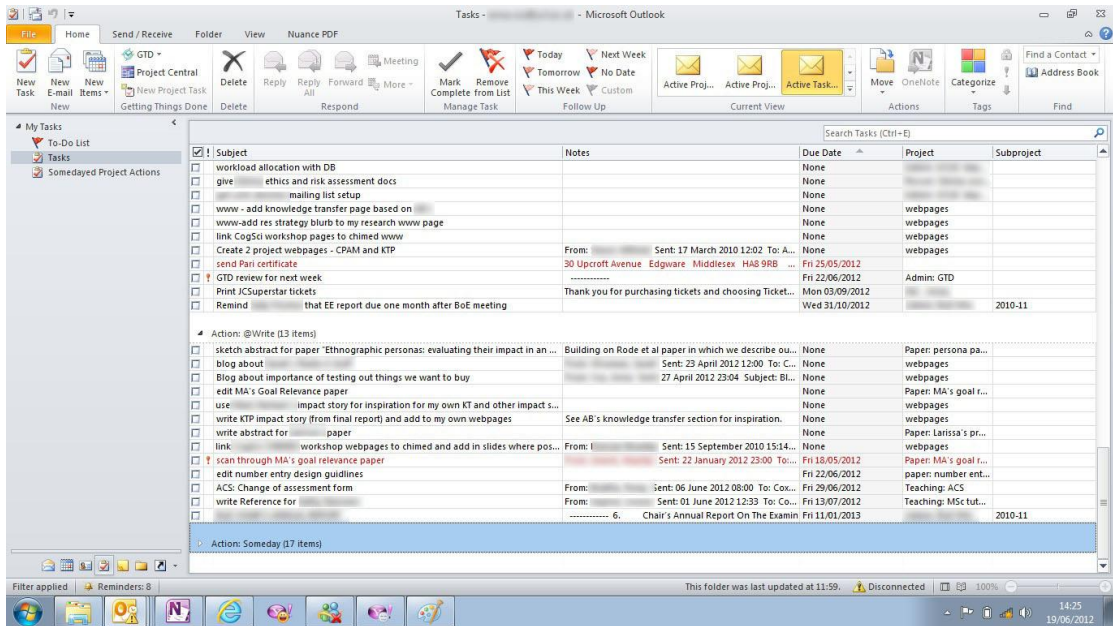 Tasks - - Microsoft Outlook
File Home Send / Receive Folder View Nuance PDF
New Task New E-mail New Items GTD Project Central New Project Task Delete Reply Reply All Forward Meeting More Mark Complete Remove from List Today Tomorrow This Week Next Week No Date Custom Active Proj... Active Proj... Active Task... Move OneNote Categorize Find a Contact Address Book
New Getting Things Done Delete Respond Manage Task Follow Up Current View Actions Tags Find
My Tasks
To-Do List
Tasks
Somedayed Project Actions
Search Tasks (Ctrl+E)
! Subject Notes Due Date Project Subproject
workload allocation with DB None
give ethics and risk assessment docs None
mailing list setup None
www - add knowledge transfer page based on None webpages
www-add res strategy blurb to my research www page None webpages
link CogSci workshop pages to chimed www None webpages
Create 2 project webpages - CPAM and KTP From: Sent: 17 March 2010 12:02 To: A... None webpages
send Pari certificate 30 Upcroft Avenue Edgware Middlesex HA8 9RB ... Fri 25/05/2012
! GTD review for next week ------------ Fri 22/06/2012 Admin: GTD
Print JCSuperstar tickets Thank you for purchasing tickets and choosing Ticket... Mon 03/09/2012
Remind that EE report due one month after BoE meeting Wed 31/10/2012 2010-11
Action: @Write (13 items)
sketch abstract for paper "Ethnographic personas: evaluating their impact in an ... Building on Rode et al paper in which we describe ou... None Paper: persona pa...
blog about Sent: 23 April 2012 12:00 To: C... None webpages
Blog about importance of testing out things we want to buy 27 April 2012 23:04 Subject: Bl... None webpages
edit MA's Goal Relevance paper None Paper: MA's goal r...
use impact story for inspiration for my own KT and other impact s... None webpages
write KTP impact story (from final report) and add to my own webpages See AB's knowledge transfer section for inspiration. None webpages
write abstract for paper None Paper: Larissa's pr...
link workshop webpages to chimed and add in slides where pos... From: Sent: 15 September 2010 15:14... None webpages
! scan through MA's goal relevance paper Sent: 22 January 2012 23:00 To:... Fri 18/05/2012 Paper: MA's goal r...
edit number entry design guidlines Fri 22/06/2012 paper: number ent...
ACS: Change of assessment form From: Sent: 06 June 2012 08:00 To: Cox... Fri 29/06/2012 Teaching: ACS
write Reference for From: Sent: 01 June 2012 12:33 To: Co... Fri 13/07/2012 Teaching: MSc tut...
------------ 6. Chair's Annual Report On The Examin Fri 11/01/2013 2010-11
Action: Someday (17 items)
Filter applied Reminders: 8 This folder was last updated at 11:59. Disconnected 100%
14:25
19/06/2012